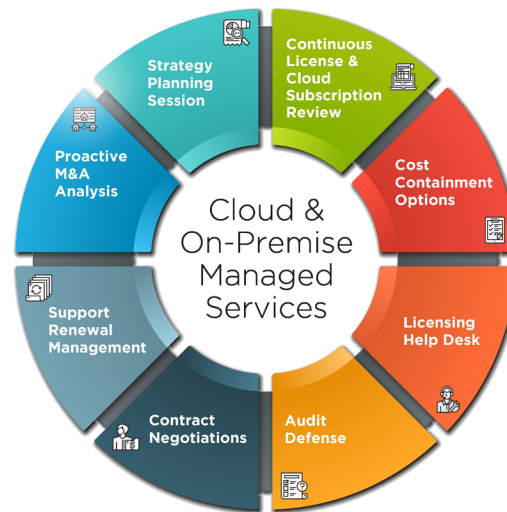 Strategy
Planning
Session
Continuous
License &
Cloud
Subscription
Review
Proactive
M&A
Analysis
Cost
Containment
Options
Cloud &
On-Premise
Managed
Services
Support
Renewal
Management
Licensing
Help Desk
Contract
Negotiations
Audit
Defense